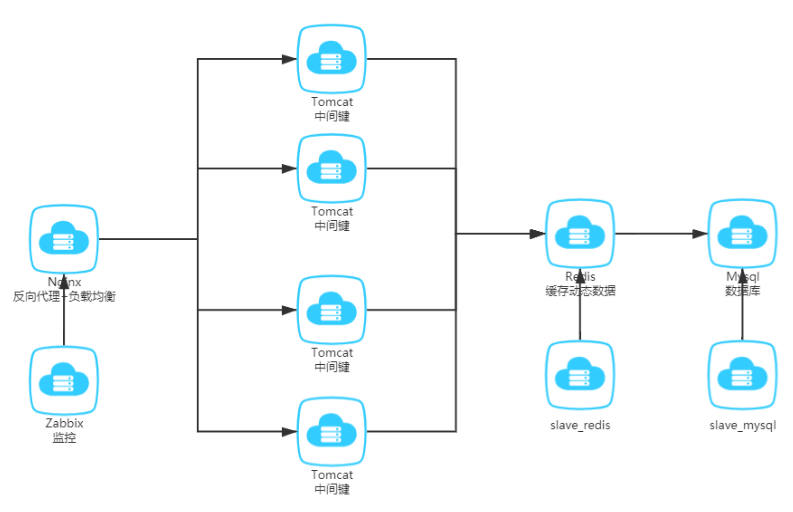 Tomcat
中间键
Tomcat
中间键
Nginx
反向代理+负载均衡
Redis
缓存动态数据
Mysql
数据库
Tomcat
中间键
Zabbix
监控
slave_redis
slave_mysql
Tomcat
中间键